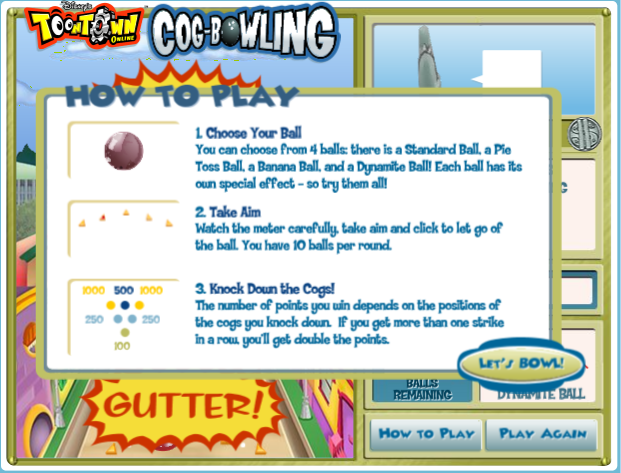 Disney's
TOONTOWN
ONLINE
COG-BOWLING
HOW TO PLAY
1. Choose Your Ball
You can choose from 4 balls: there is a Standard Ball, a Pie
Toss Ball, a Banana Ball, and a Dynamite Ball! Each ball has its
own special effect - so try them all!
2. Take Aim
Watch the meter carefully, take aim and click to let go of
the ball. You have 10 balls per round.
1000 500 1000
250 250
100
3. Knock Down the Cogs!
The number of points you win depends on the positions of
the cogs you knock down. If you get more than one strike
in a row, you'll get double the points.
LET'S BOWL!
GUTTER!
BALLS
REMAINING
DYNAMITE BALL
HOW TO PLAY
PLAY AGAIN